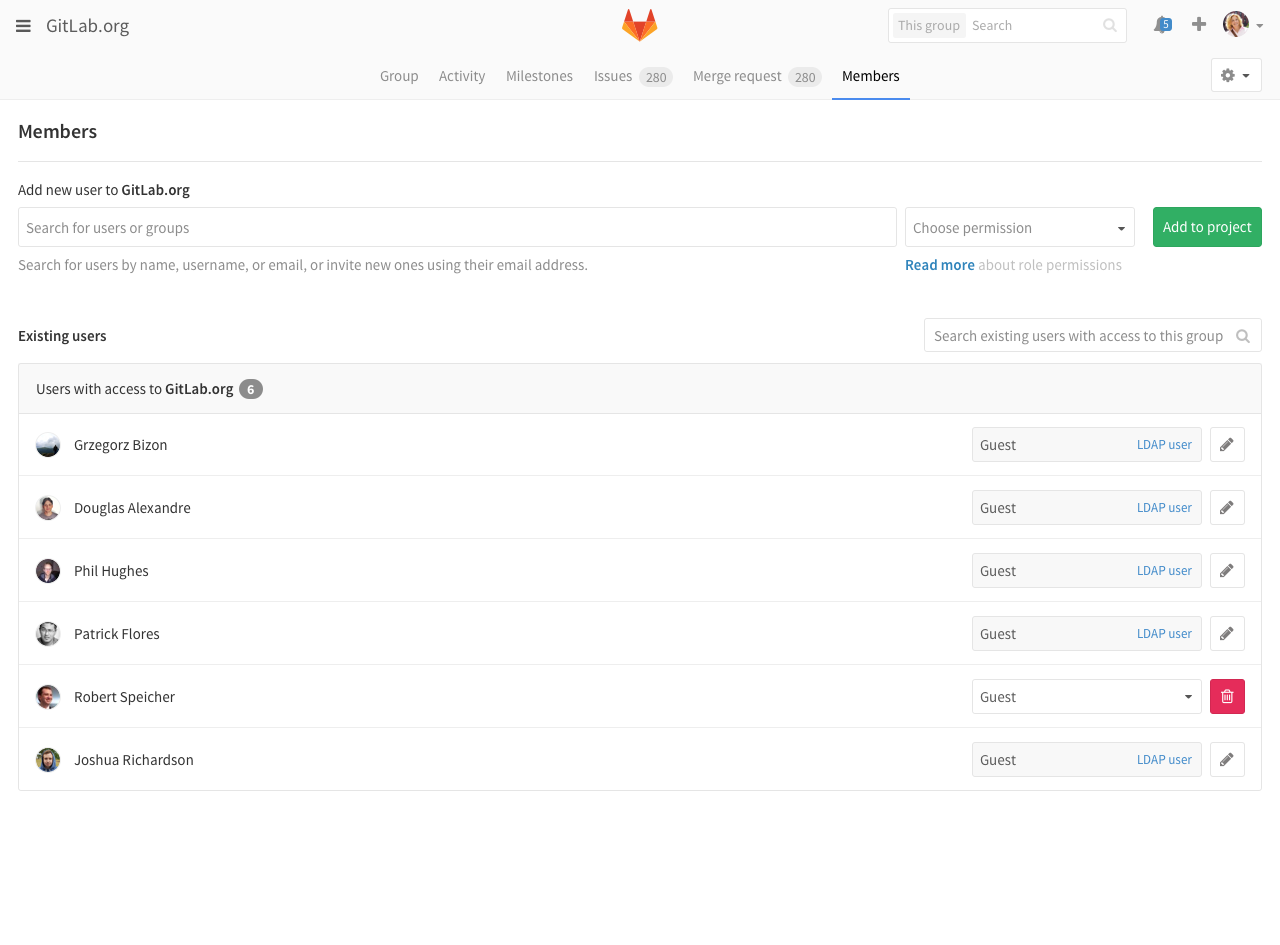 GitLab.org
This group Search
5
Group Activity Milestones Issues 280 Merge request 280 Members
Members
Add new user to GitLab.org
Search for users or groups Choose permission Add to project
Search for users by name, username, or email, or invite new ones using their email address. Read more about role permissions
Existing users Search existing users with access to this group
Users with access to GitLab.org 6
Grzegorz Bizon Guest LDAP user
Douglas Alexandre Guest LDAP user
Phil Hughes Guest LDAP user
Patrick Flores Guest LDAP user
Robert Speicher Guest
Joshua Richardson Guest LDAP user